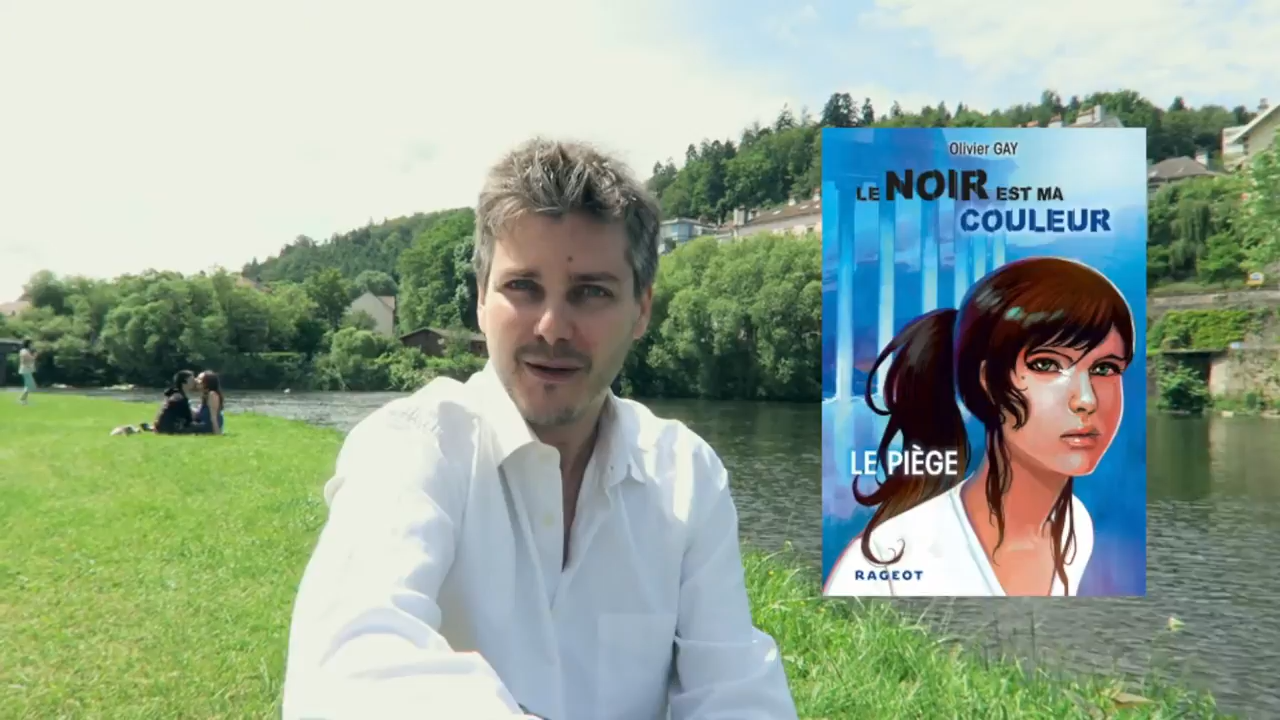 Olivier GAY
LE NOIR EST MA
COULEUR
LE PIÈGE
RAGEOT